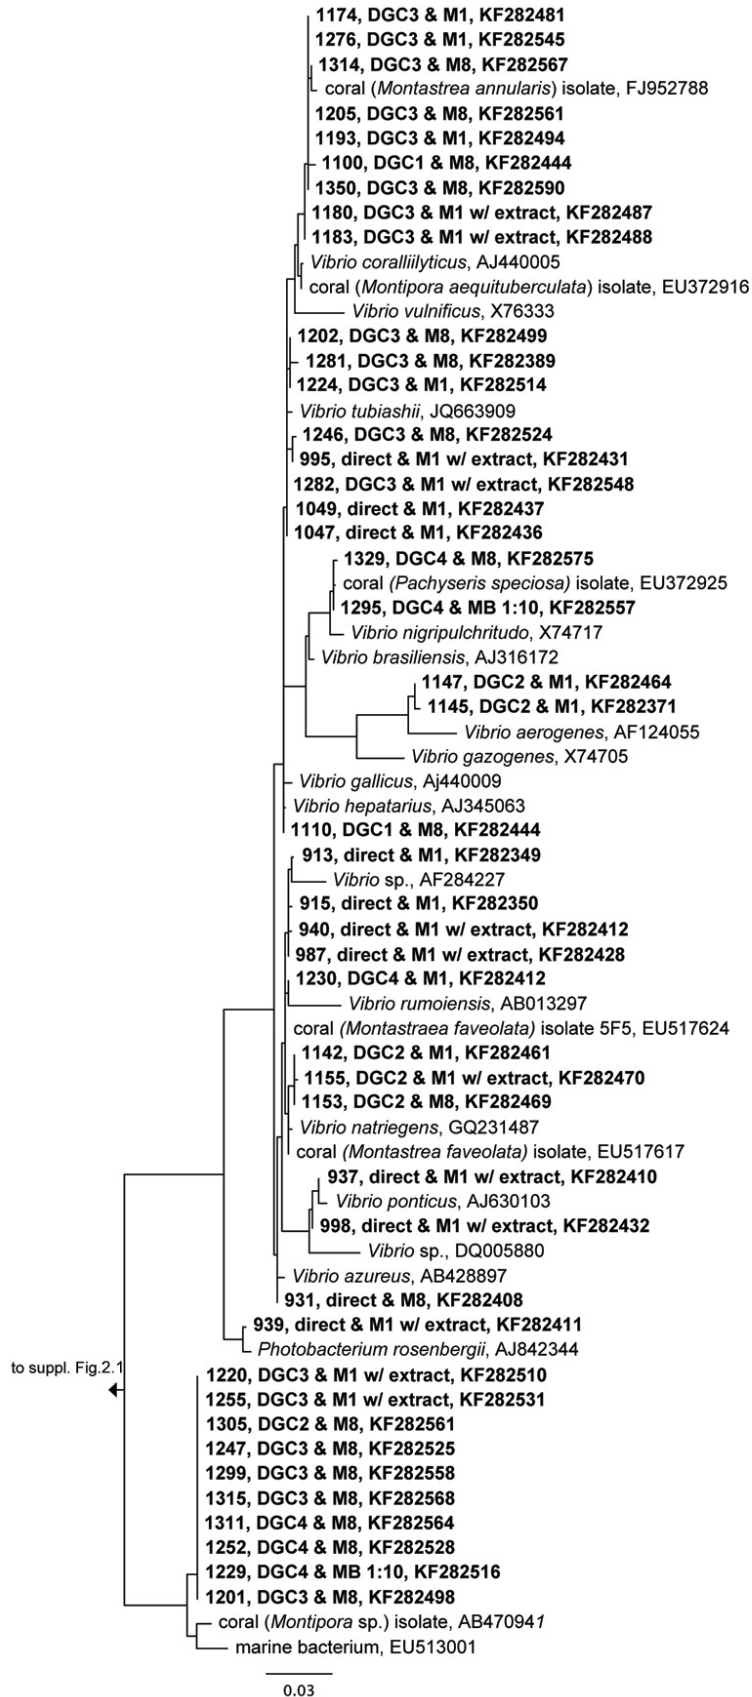 1174, DGC3 & M1, KF282481
1276, DGC3 & M1, KF282545
1314, DGC3 & M8, KF282567
coral (Montastrea annularis) isolate, FJ952788
1205, DGC3 & M8, KF282561
1193, DGC3 & M1, KF282494
1100, DGC1 & M8, KF282444
1350, DGC3 & M8, KF282590
1180, DGC3 & M1 w/ extract, KF282487
1183, DGC3 & M1 w/ extract, KF282488
Vibrio coralliilyticus, AJ440005
coral (Montipora aequituberculata) isolate, EU372916
Vibrio vulnificus, X76333
1202, DGC3 & M8, KF282499
1281, DGC3 & M8, KF282389
1224, DGC3 & M1, KF282514
Vibrio tubiashii, JQ663909
1246, DGC3 & M8, KF282524
995, direct & M1 w/ extract, KF282431
1282, DGC3 & M1 w/ extract, KF282548
1049, direct & M1, KF282437
1047, direct & M1, KF282436
1329, DGC4 & M8, KF282575
coral (Pachyseris speciosa) isolate, EU372925
1295, DGC4 & MB 1:10, KF282557
Vibrio nigripulchritudo, X74717
Vibrio brasiliensis, AJ316172
1147, DGC2 & M1, KF282464
1145, DGC2 & M1, KF282371
Vibrio aerogenes, AF124055
Vibrio gazogenes, X74705
Vibrio gallicus, Aj440009
Vibrio hepatarius, AJ345063
1110, DGC1 & M8, KF282444
913, direct & M1, KF282349
Vibrio sp., AF284227
915, direct & M1, KF282350
940, direct & M1 w/ extract, KF282412
987, direct & M1 w/ extract, KF282428
1230, DGC4 & M1, KF282412
Vibrio rumoiensis, AB013297
coral (Montastraea faveolata) isolate 5F5, EU517624
1142, DGC2 & M1, KF282461
1155, DGC2 & M1 w/ extract, KF282470
1153, DGC2 & M8, KF282469
Vibrio natriegens, GQ231487
coral (Montastrea faveolata) isolate, EU517617
937, direct & M1 w/ extract, KF282410
Vibrio ponticus, AJ630103
998, direct & M1 w/ extract, KF282432
Vibrio sp., DQ005880
Vibrio azureus, AB428897
931, direct & M8, KF282408
939, direct & M1 w/ extract, KF282411
Photobacterium rosenbergii, AJ842344
to suppl. Fig.2.1
1220, DGC3 & M1 w/ extract, KF282510
1255, DGC3 & M1 w/ extract, KF282531
1305, DGC2 & M8, KF282561
1247, DGC3 & M8, KF282525
1299, DGC3 & M8, KF282558
1315, DGC3 & M8, KF282568
1311, DGC4 & M8, KF282564
1252, DGC4 & M8, KF282528
1229, DGC4 & MB 1:10, KF282516
1201, DGC3 & M8, KF282498
coral (Montipora sp.) isolate, AB470941
marine bacterium, EU513001
0.03